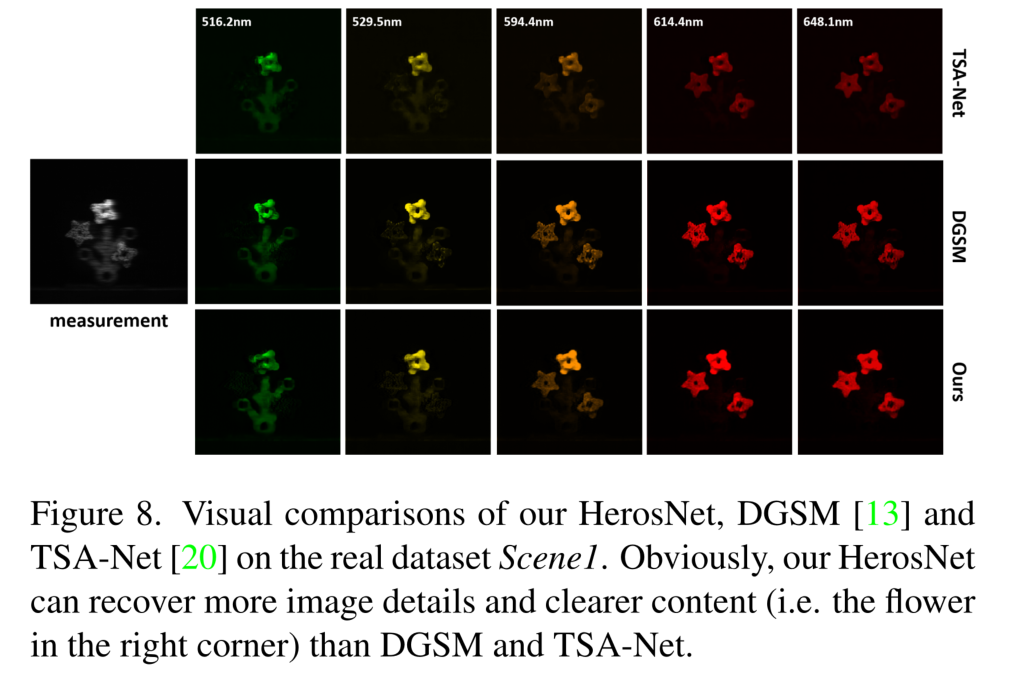 516.2nm 529.5nm 594.4nm 614.4nm 648.1nm
TSA-Net
DGSM
measurement
Ours
Figure 8. Visual comparisons of our HerosNet, DGSM [13] and
TSA-Net [20] on the real dataset Scene1. Obviously, our HerosNet
can recover more image details and clearer content (i.e. the flower
in the right corner) than DGSM and TSA-Net.